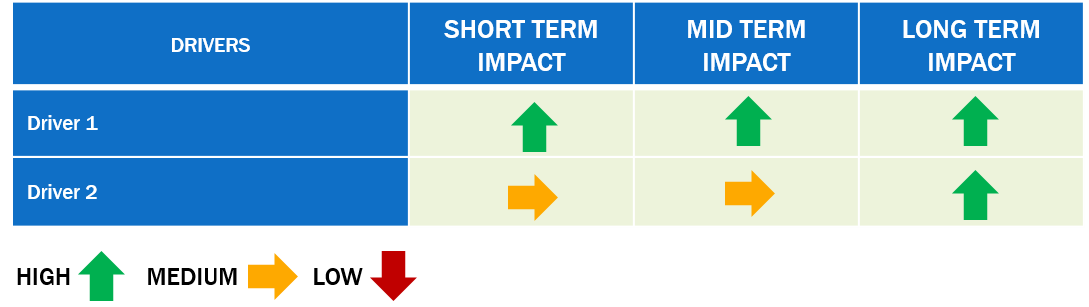 DRIVERS
SHORT TERM
IMPACT
MID TERM
IMPACT
LONG TERM
IMPACT
Driver 1
Driver 2
HIGH MEDIUM LOW